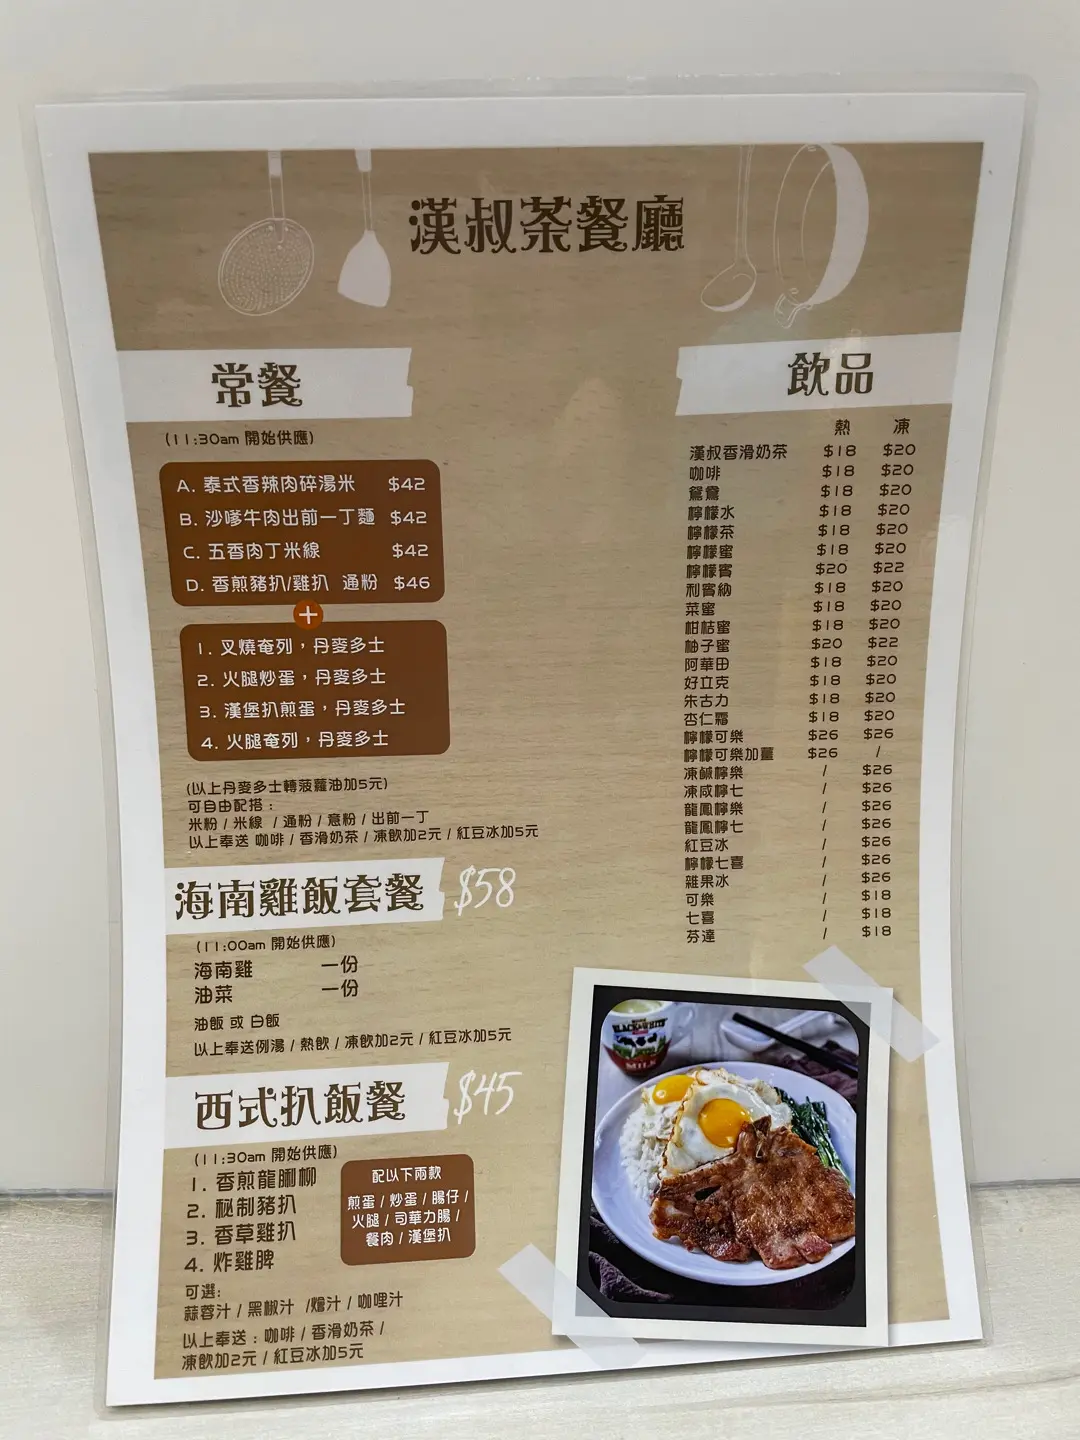 漢叔茶餐廳
常餐
(11:30am 開始供應)
A. 泰式香辣肉碎湯米 $42
B. 沙嗲牛肉出前一丁麵 $42
C. 五香肉丁米線 $42
D. 香煎豬扒/雞扒 通粉 $46
+
1. 叉燒奄列，丹麥多士
2. 火腿炒蛋，丹麥多士
3. 漢堡扒煎蛋，丹麥多士
4. 火腿奄列，丹麥多士
(以上丹麥多士轉菠蘿油加5元)
可自由配搭：
米粉 / 米線 / 通粉 / 意粉 / 出前一丁
以上奉送 咖啡 / 香滑奶茶 / 凍飲加2元 / 紅豆冰加5元
海南雞飯套餐 $58
(11:00am 開始供應)
海南雞 一份
油菜 一份
油飯 或 白飯
以上奉送例湯 / 熱飲 / 凍飲加2元 / 紅豆冰加5元
西式扒飯餐 $45
(11:30am 開始供應)
1. 香煎龍脷柳
2. 秘制豬扒
3. 香草雞扒
4. 炸雞脾
配以下兩款
煎蛋 / 炒蛋 / 腸仔 /
火腿 / 司華力腸 /
餐肉 / 漢堡扒
可選:
蒜蓉汁 / 黑椒汁 /燴汁 / 咖哩汁
以上奉送：咖啡 / 香滑奶茶 /
凍飲加2元 / 紅豆冰加5元
飲品
熱 凍
漢叔香滑奶茶 $18 $20
咖啡 $18 $20
鴛鴦 $18 $20
檸檬水 $18 $20
檸檬茶 $18 $20
檸檬蜜 $18 $20
檸檬賓 $20 $22
利賓納 $18 $20
菜蜜 $18 $20
柑桔蜜 $18 $20
柚子蜜 $20 $22
阿華田 $18 $20
好立克 $18 $20
朱古力 $18 $20
杏仁霜 $18 $20
檸檬可樂 $26 $26
檸檬可樂加薑 $26 /
凍鹹檸樂 / $26
凍咸檸七 / $26
龍鳳檸樂 / $26
龍鳳檸七 / $26
紅豆冰 / $26
檸檬七喜 / $26
雜果冰 / $26
可樂 / $18
七喜 / $18
芬達 / $18
BLACK&WHITE
MILK